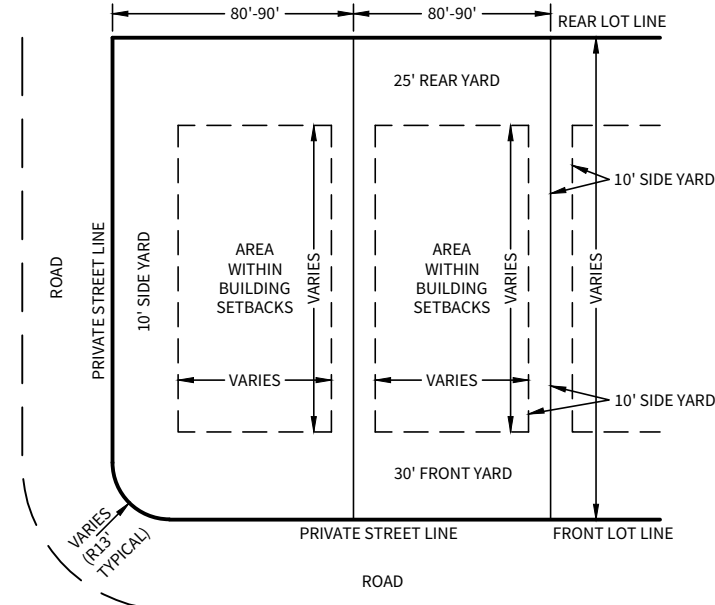 80'-90'
80'-90'
REAR LOT LINE
25' REAR YARD
10' SIDE YARD
ROAD
PRIVATE STREET LINE
10' SIDE YARD
AREA
WITHIN
BUILDING
SETBACKS
VARIES
AREA
WITHIN
BUILDING
SETBACKS
VARIES
VARIES
VARIES
VARIES
10' SIDE YARD
30' FRONT YARD
VARIES
(R13'
TYPICAL)
PRIVATE STREET LINE
FRONT LOT LINE
ROAD